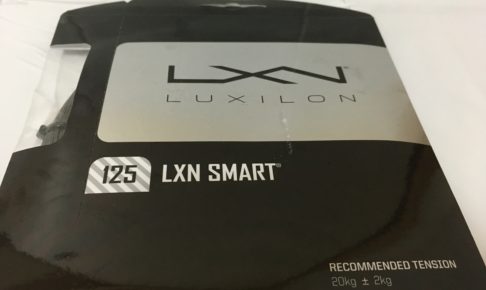 LXN
LUXILON
125 LXN SMART®
RECOMMENDED TENSION
20kg ± 2kg